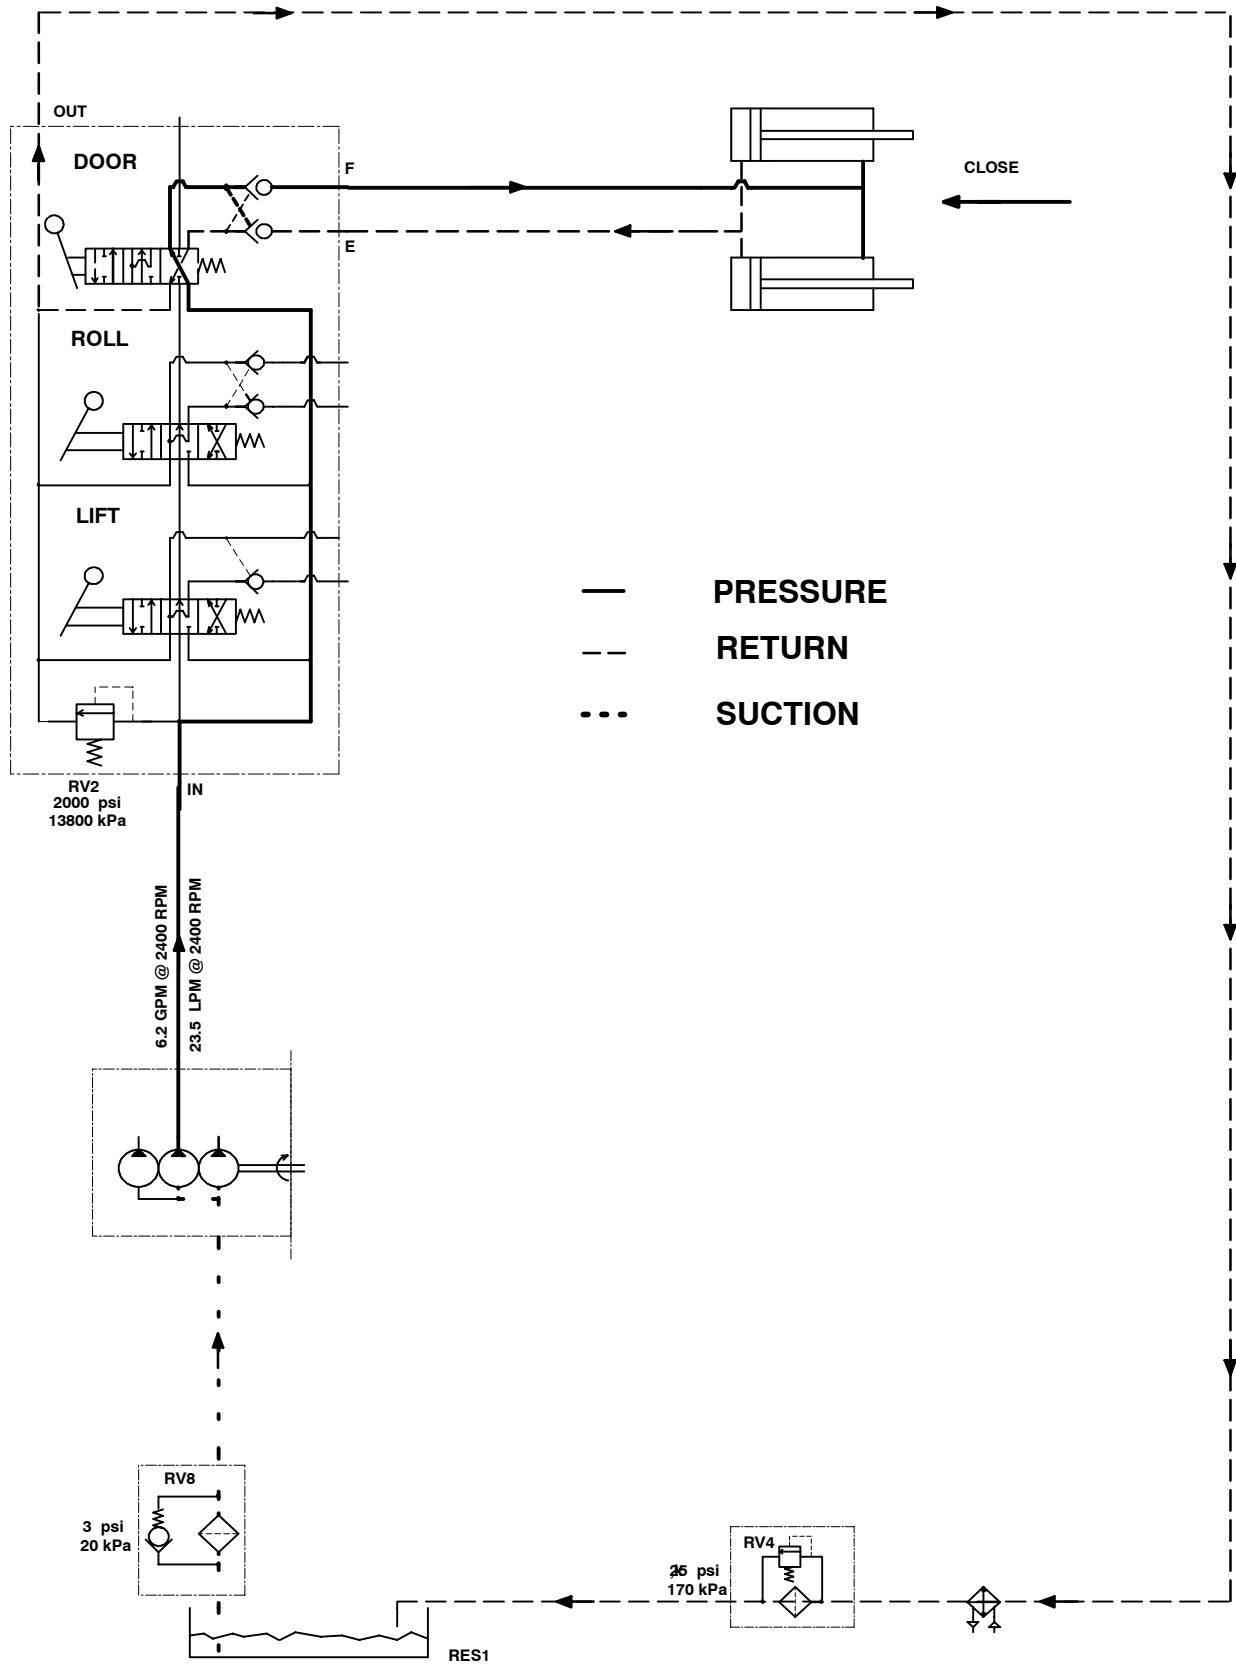 OUT
DOOR
F
CLOSE
E
ROLL
LIFT
PRESSURE
RETURN
SUCTION
RV2
2000 psi
13800 kPa
IN
6.2 GPM @ 2400 RPM
23.5 LPM @ 2400 RPM
RV8
3 psi
20 kPa
RV4
psi
170 kPa
RES1